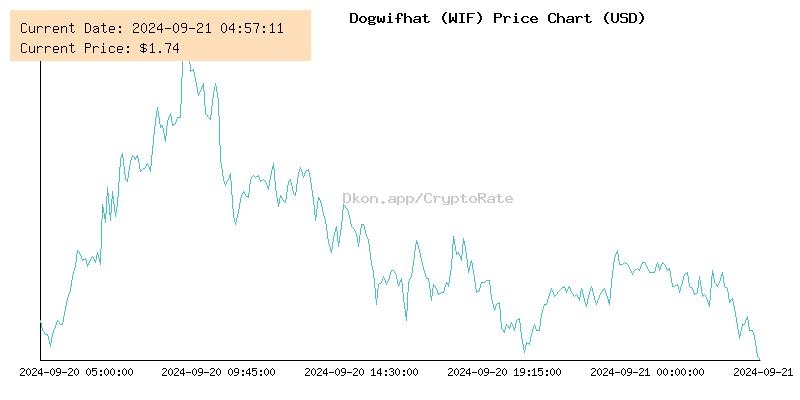 Dogwifhat (WIF) Price Chart (USD)
Current Date: 2024-09-21 04:57:11
Current Price: $1.74
Dkon.app/CryptoRate
2024-09-20 05:00:00 2024-09-20 09:45:00 2024-09-20 14:30:00 2024-09-20 19:15:00 2024-09-21 00:00:00 2024-09-21